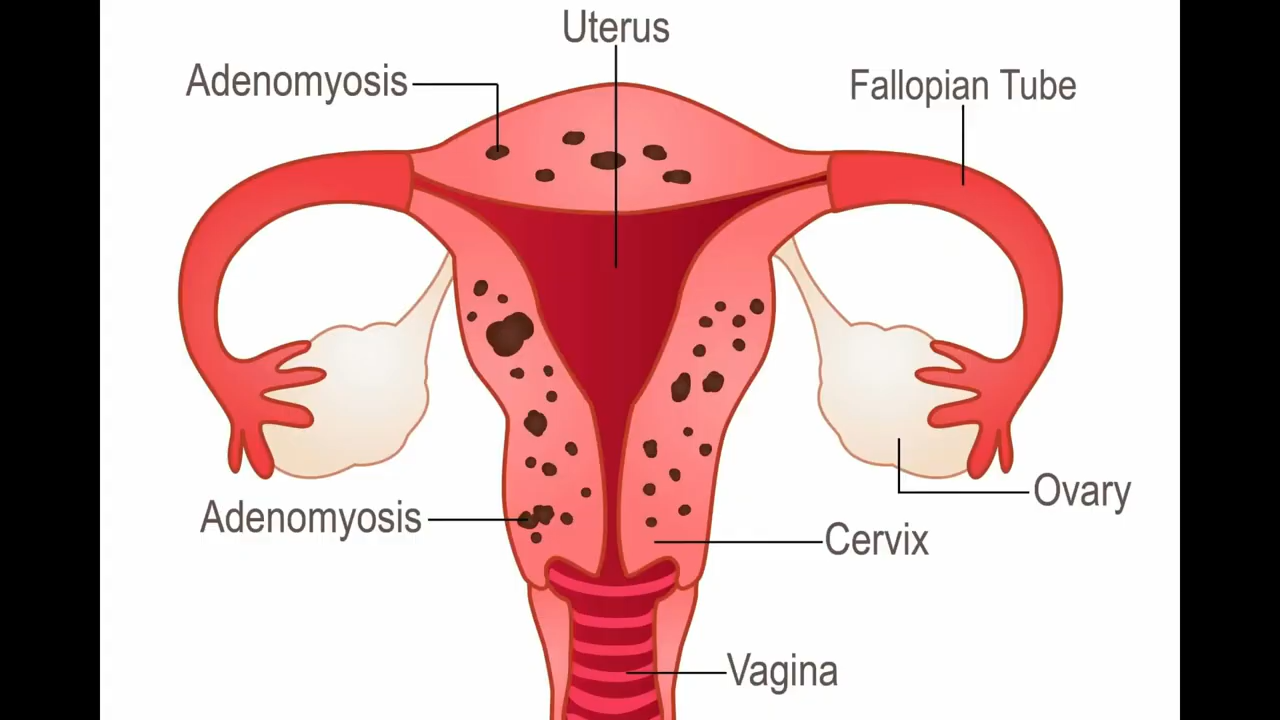 Uterus
Adenomyosis
Fallopian Tube
Ovary
Adenomyosis
Cervix
Vagina